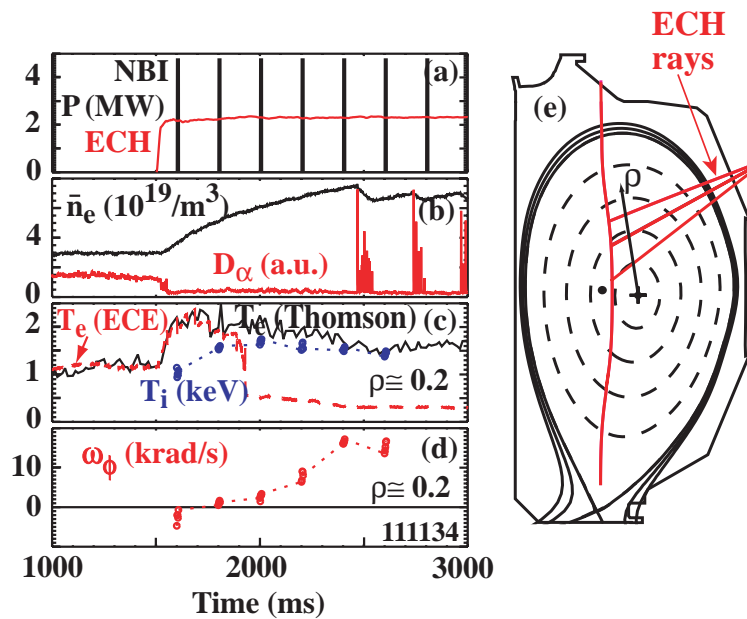 4
2
0
NBI
P (MW)
ECH
(a)
8
4
0
n̄e (10^19/m^3)
Dα (a.u.)
(b)
2
1
0
Te (ECE)
Te (Thomson)
Ti (keV)
ρ≅ 0.2
(c)
10
0
ωϕ (krad/s)
ρ≅ 0.2
(d)
111134
1000
2000
3000
Time (ms)
ECH
rays
(e)
ρ